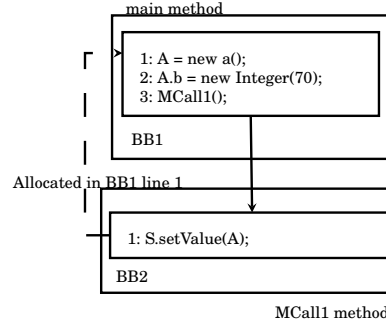 main method
1: A = new a();
2: A.b = new Integer(70)
3: MCall1();
BB1
Allocated in BB1 line 1
1: S.setValue(A);
BB2
MCall1 method